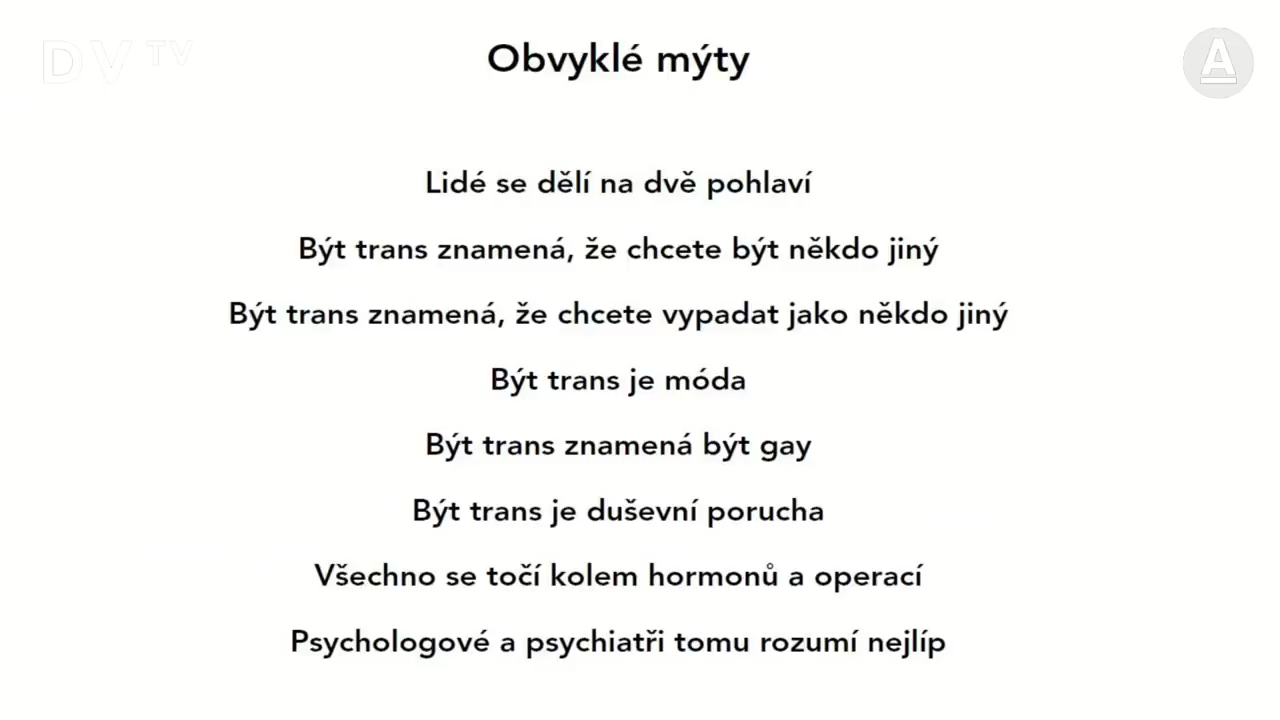 DVTV
A
Obvyklé mýty
Lidé se dělí na dvě pohlaví
Být trans znamená, že chcete být někdo jiný
Být trans znamená, že chcete vypadat jako někdo jiný
Být trans je móda
Být trans znamená být gay
Být trans je duševní porucha
Všechno se točí kolem hormonů a operací
Psychologové a psychiatři tomu rozumí nejlíp